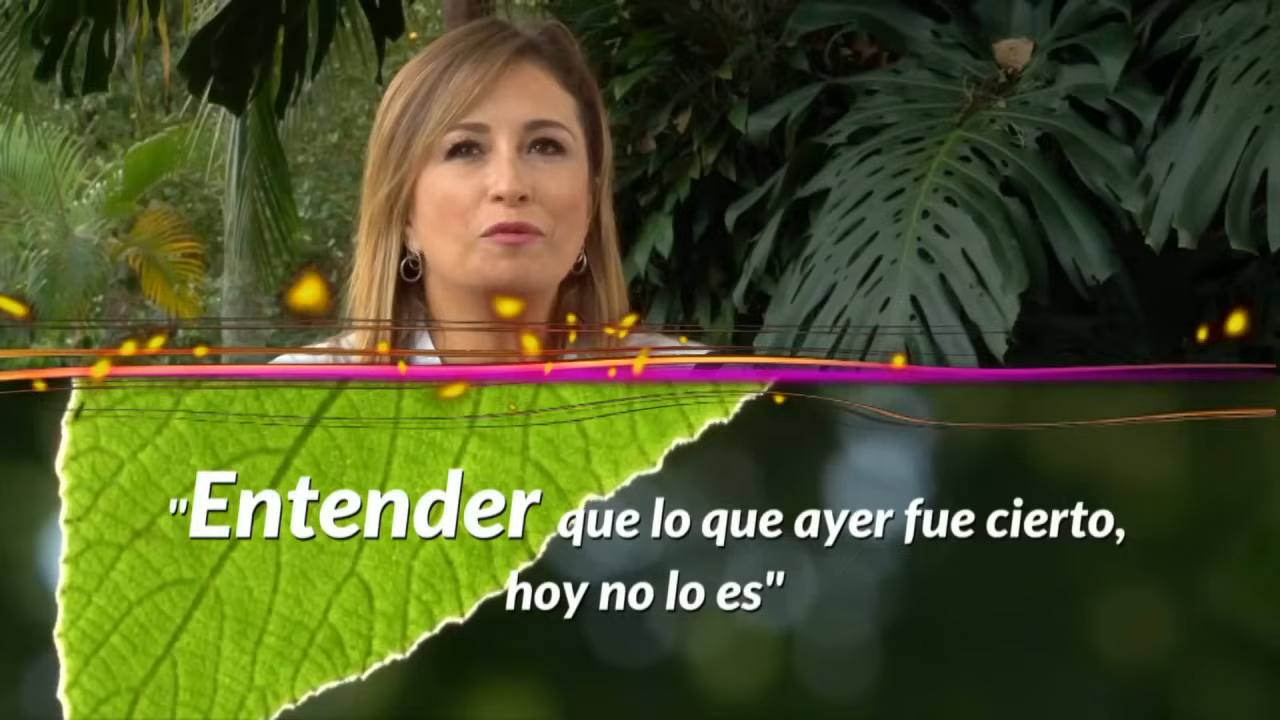 "Entender que lo que ayer fue cierto,
hoy no lo es"